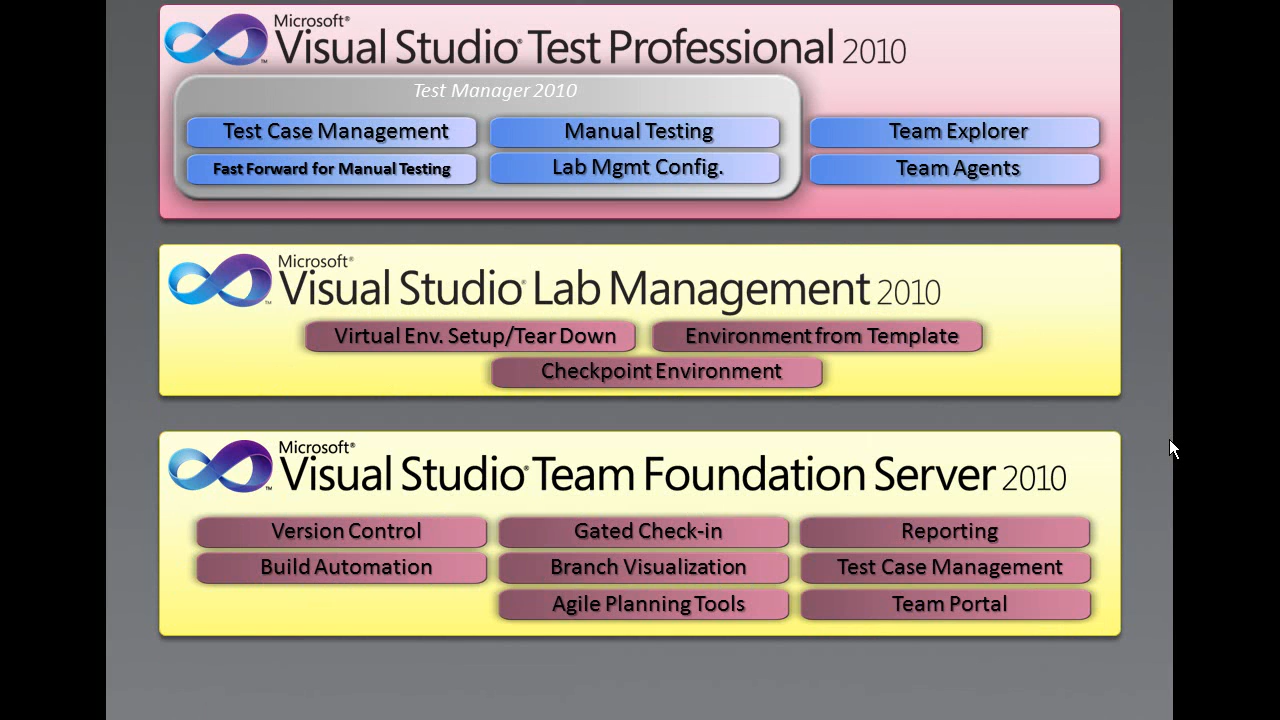 Microsoft®
Visual Studio® Test Professional 2010
Test Manager 2010
Test Case Management
Manual Testing
Team Explorer
Fast Forward for Manual Testing
Lab Mgmt Config.
Team Agents
Microsoft®
Visual Studio® Lab Management 2010
Virtual Env. Setup/Tear Down
Environment from Template
Checkpoint Environment
Microsoft®
Visual Studio® Team Foundation Server 2010
Version Control
Gated Check-in
Reporting
Build Automation
Branch Visualization
Test Case Management
Agile Planning Tools
Team Portal